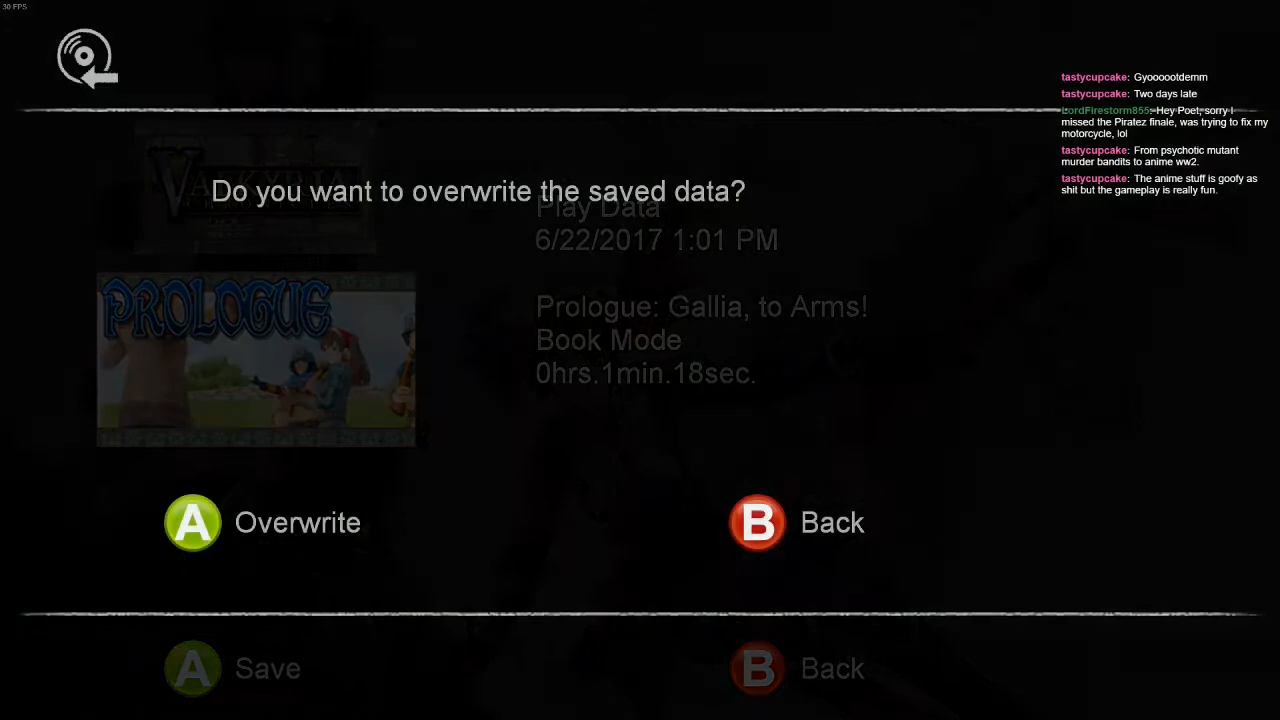 30 FPS
tastycupcake: Gyoooootdemm
tastycupcake: Two days late
LordFirestorm855: Hey Poet, sorry I
missed the Piratez finale, was trying to fix my
motorcycle, lol
tastycupcake: From psychotic mutant
murder bandits to anime ww2.
tastycupcake: The anime stuff is goofy as
shit but the gameplay is really fun.
VALKYRIA
Do you want to overwrite the saved data?
Play Data
6/22/2017 1:01 PM
PROLOGUE
Prologue: Gallia, to Arms!
Book Mode
0hrs.1min.18sec.
A Overwrite
B Back
A Save
B Back